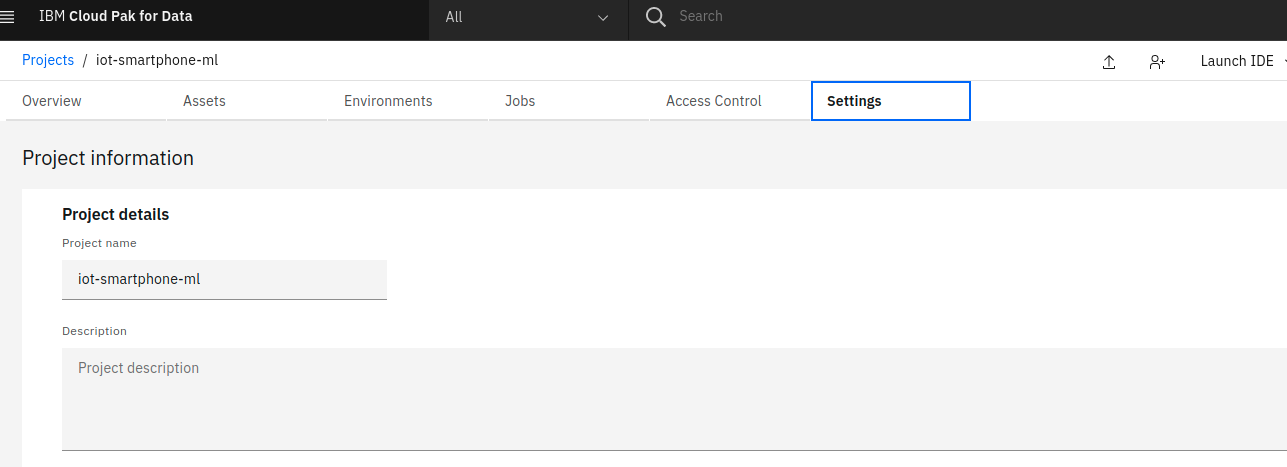 IBM Cloud Pak for Data All Search
Projects / iot-smartphone-ml Launch IDE
Overview Assets Environments Jobs Access Control Settings
Project information
Project details
Project name
iot-smartphone-ml
Description
Project description